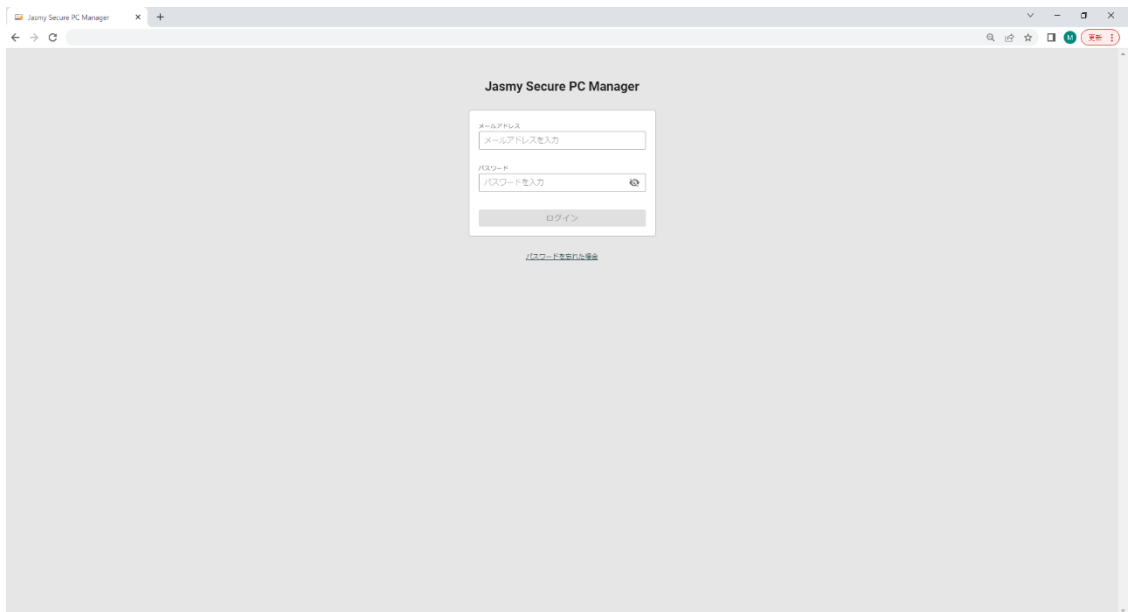 Jasmy Secure PC Manager
M
更新
Jasmy Secure PC Manager
メールアドレス
メールアドレスを入力
パスワード
パスワードを入力
ログイン
パスワードを忘れた場合